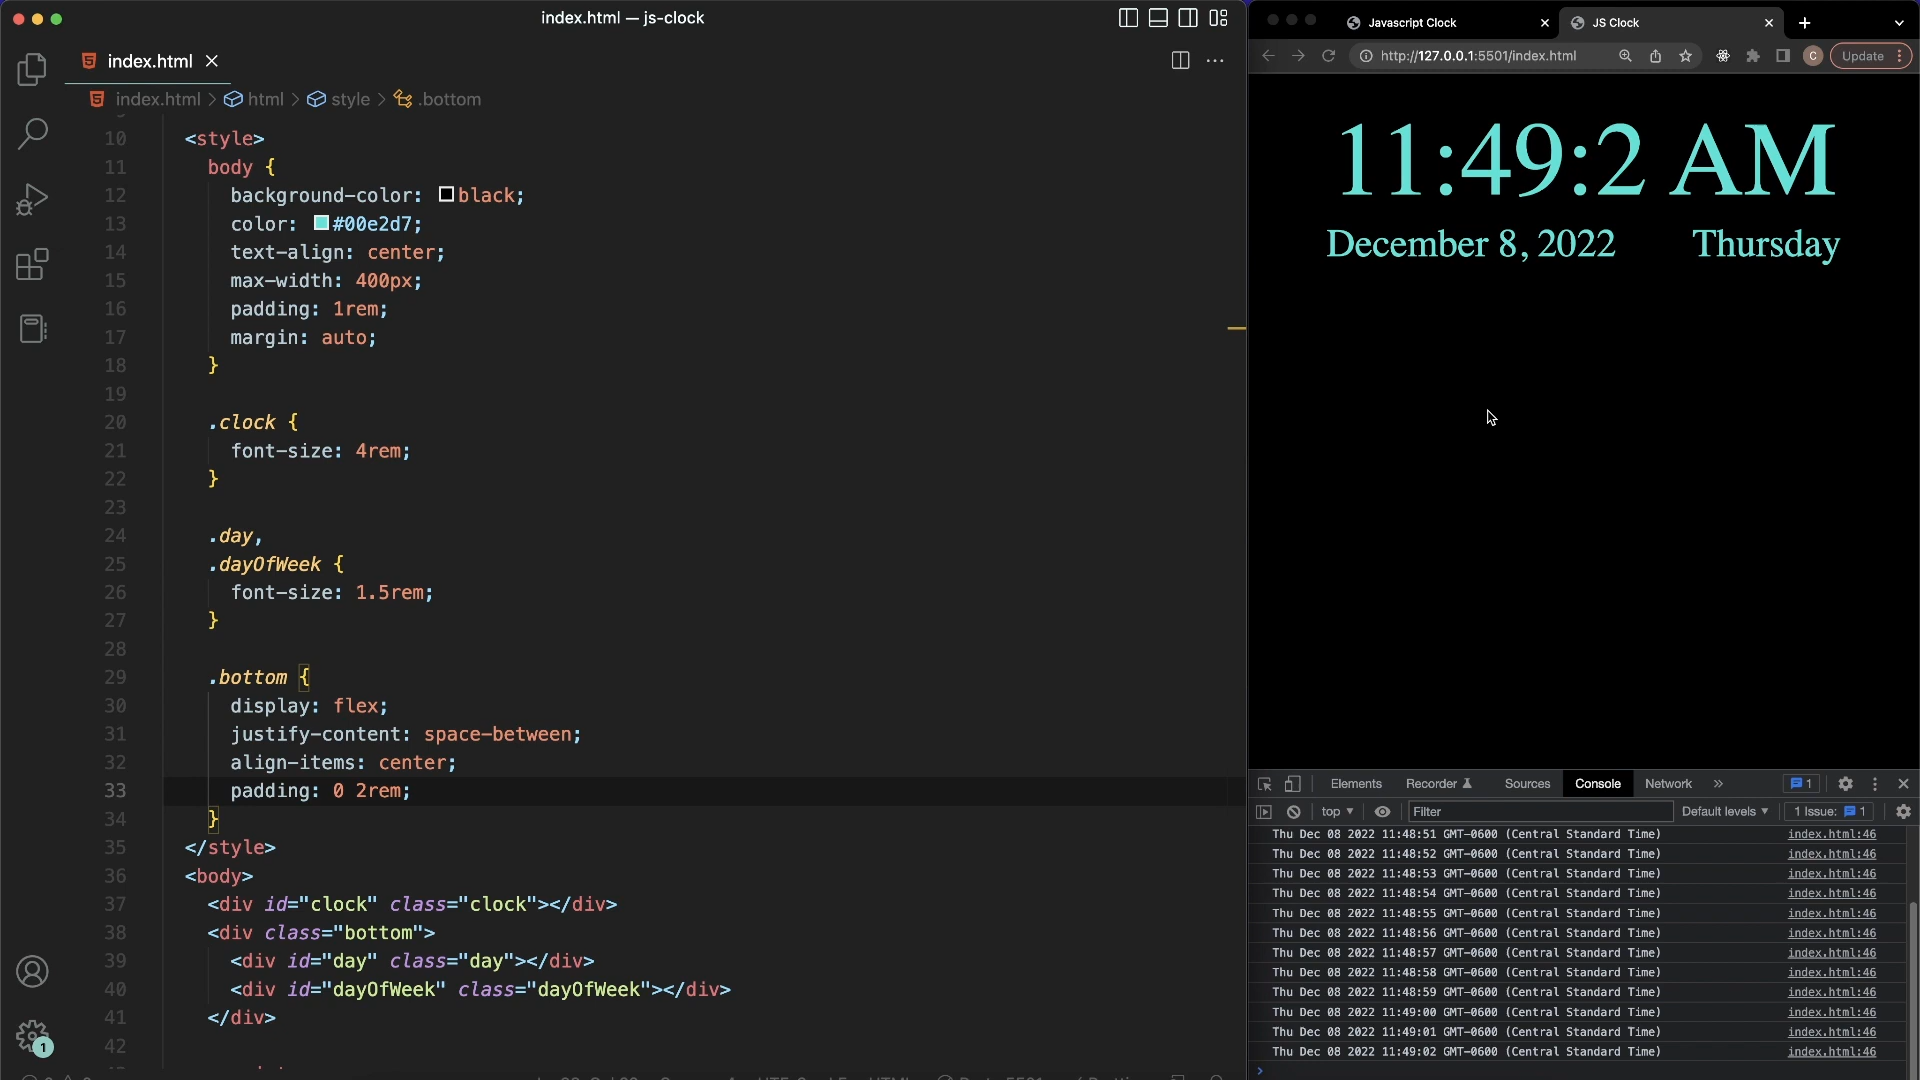 index.html — js-clock
index.html
index.html > html > style > .bottom
10 <style>
11 body {
12 background-color: black;
13 color: #00e2d7;
14 text-align: center;
15 max-width: 400px;
16 padding: 1rem;
17 margin: auto;
18 }
19
20 .clock {
21 font-size: 4rem;
22 }
23
24 .day,
25 .dayOfWeek {
26 font-size: 1.5rem;
27 }
28
29 .bottom {
30 display: flex;
31 justify-content: space-between;
32 align-items: center;
33 padding: 0 2rem;
34 }
35 </style>
36 <body>
37 <div id="clock" class="clock"></div>
38 <div class="bottom">
39 <div id="day" class="day"></div>
40 <div id="dayOfWeek" class="dayOfWeek"></div>
41 </div>
42
1
Javascript Clock
JS Clock
http://127.0.0.1:5501/index.html
C
Update
11:49:2 AM
December 8, 2022 Thursday
Elements Recorder Sources Console Network » 1
top Filter Default levels 1 Issue: 1
Thu Dec 08 2022 11:48:51 GMT-0600 (Central Standard Time) index.html:46
Thu Dec 08 2022 11:48:52 GMT-0600 (Central Standard Time) index.html:46
Thu Dec 08 2022 11:48:53 GMT-0600 (Central Standard Time) index.html:46
Thu Dec 08 2022 11:48:54 GMT-0600 (Central Standard Time) index.html:46
Thu Dec 08 2022 11:48:55 GMT-0600 (Central Standard Time) index.html:46
Thu Dec 08 2022 11:48:56 GMT-0600 (Central Standard Time) index.html:46
Thu Dec 08 2022 11:48:57 GMT-0600 (Central Standard Time) index.html:46
Thu Dec 08 2022 11:48:58 GMT-0600 (Central Standard Time) index.html:46
Thu Dec 08 2022 11:48:59 GMT-0600 (Central Standard Time) index.html:46
Thu Dec 08 2022 11:49:00 GMT-0600 (Central Standard Time) index.html:46
Thu Dec 08 2022 11:49:01 GMT-0600 (Central Standard Time) index.html:46
Thu Dec 08 2022 11:49:02 GMT-0600 (Central Standard Time) index.html:46
>